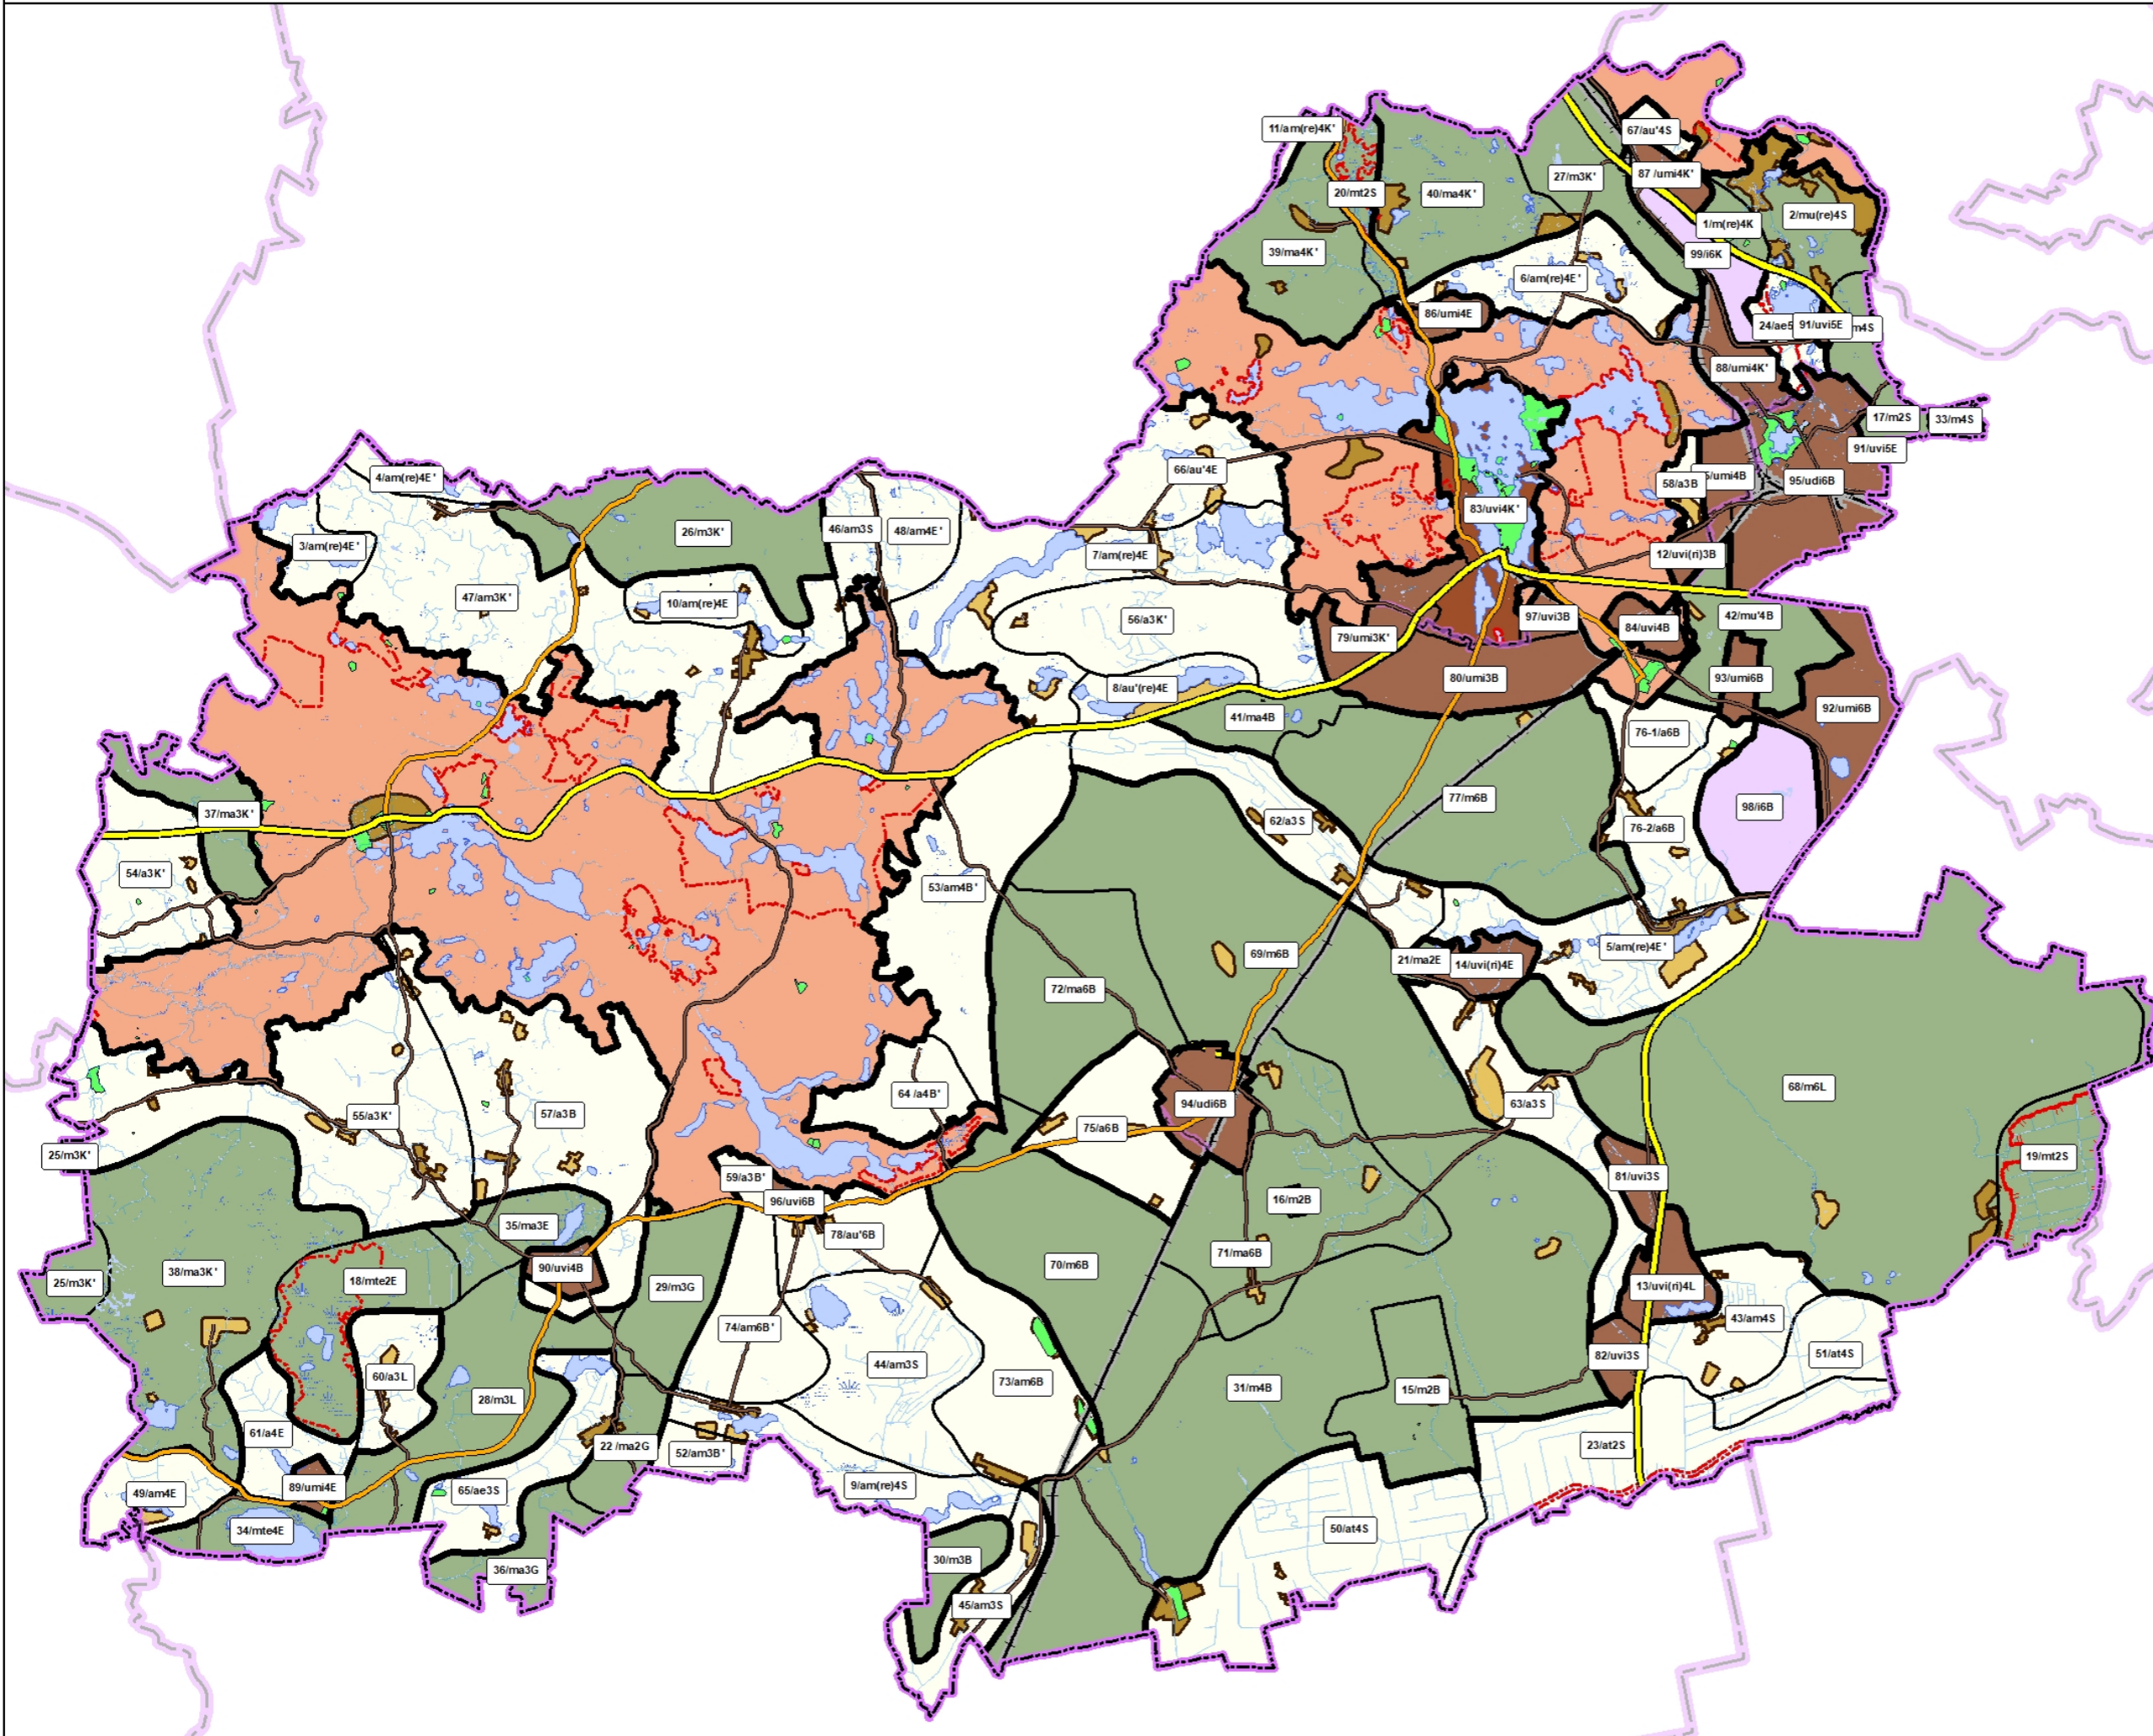 11/am(re)4K'
67/au'4S
87 /umi4K'
27/m3K'
20/mt2S
40/ma4K'
2/mu(re)4S
1/m(re)4K
39/ma4K'
99/i6K
6/am(re)4E'
86/umi4E
24/ae5
91/uvi5E
m4S
88/umi4K'
17/m2S
33/m4S
91/uvi5E
66/au'4E
4/am(re)4E'
58/a3B
/umi4B
95/udi6B
83/uvi4K'
26/m3K'
46/am3S
48/am4E'
3/am(re)4E'
7/am(re)4E
12/uvi(ri)3B
47/am3K'
10/am(re)4E
56/a3K'
97/uvi3B
84/uvi4B
42/mu'4B
79/umi3K'
80/umi3B
93/umi6B
8/au'(re)4E
92/umi6B
41/ma4B
76-1/a6B
77/m6B
98/i6B
37/ma3K'
62/a3S
76-2/a6B
54/a3K'
53/am4B'
5/am(re)4E'
69/m6B
21/ma2E
14/uvi(ri)4E
72/ma6B
68/m6L
64 /a4B'
94/udi6B
63/a3S
55/a3K'
57/a3B
75/a6B
25/m3K'
19/mt2S
59/a3B'
81/uvi3S
96/uvi6B
16/m2B
35/ma3E
78/au'6B
71/ma6B
70/m6B
90/uvi4B
38/ma3K'
25/m3K'
18/mte2E
29/m3G
13/uvi(ri)4L
43/am4S
74/am6B'
82/uvi3S
51/at4S
44/am3S
60/a3L
73/am6B
31/m4B
15/m2B
28/m3L
61/a4E
22 /ma2G
52/am3B'
23/at2S
89/umi4E
9/am(re)4S
49/am4E
65/ae3S
34/mte4E
50/at4S
30/m3B
36/ma3G
45/am3S